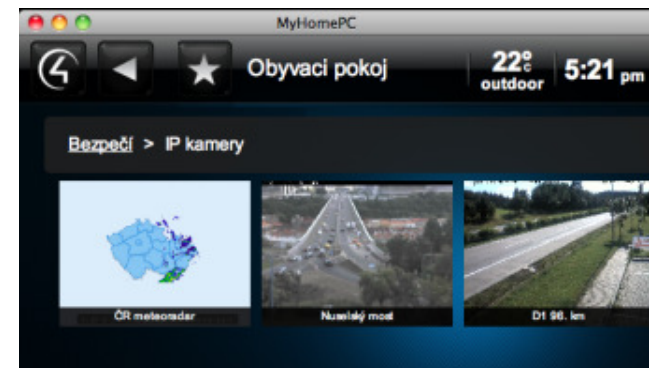 MyHomePC
Obyvaci pokoj
22°C
outdoor
5:21 pm
Bezpečí > IP kamery
ČR meteoradar
Nuselský most
D1 96. km